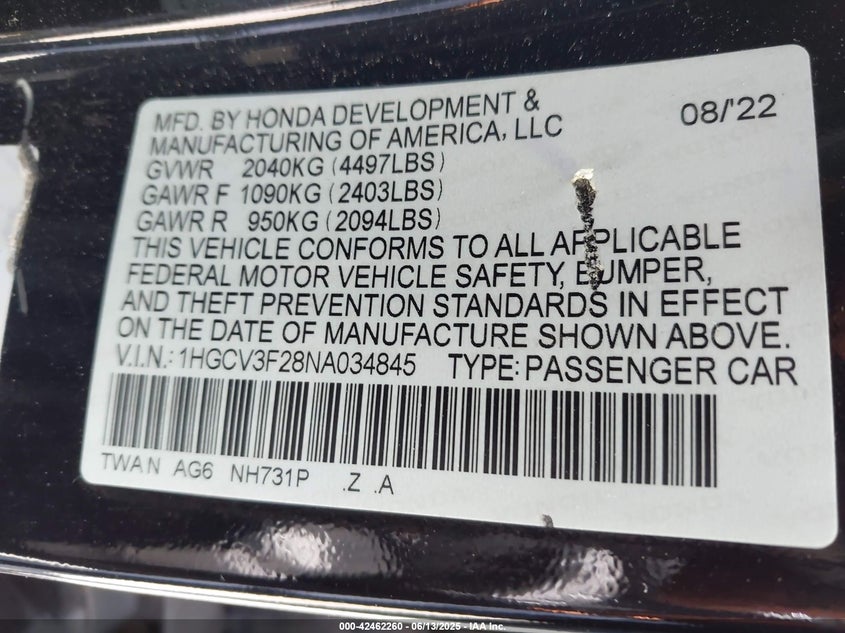 MFD. BY HONDA DEVELOPMENT & 08/'22
MANUFACTURING OF AMERICA, LLC
GVWR 2040KG (4497LBS)
GAWR F 1090KG (2403LBS)
GAWR R 950KG (2094LBS)
THIS VEHICLE CONFORMS TO ALL APPLICABLE
FEDERAL MOTOR VEHICLE SAFETY, BUMPER,
AND THEFT PREVENTION STANDARDS IN EFFECT
ON THE DATE OF MANUFACTURE SHOWN ABOVE.
V.I.N.: 1HGCV3F28NA034845 TYPE: PASSENGER CAR
TWAN AG6 NH731P .Z .A
000-42462260 - 06/13/2025 - IAA Inc.